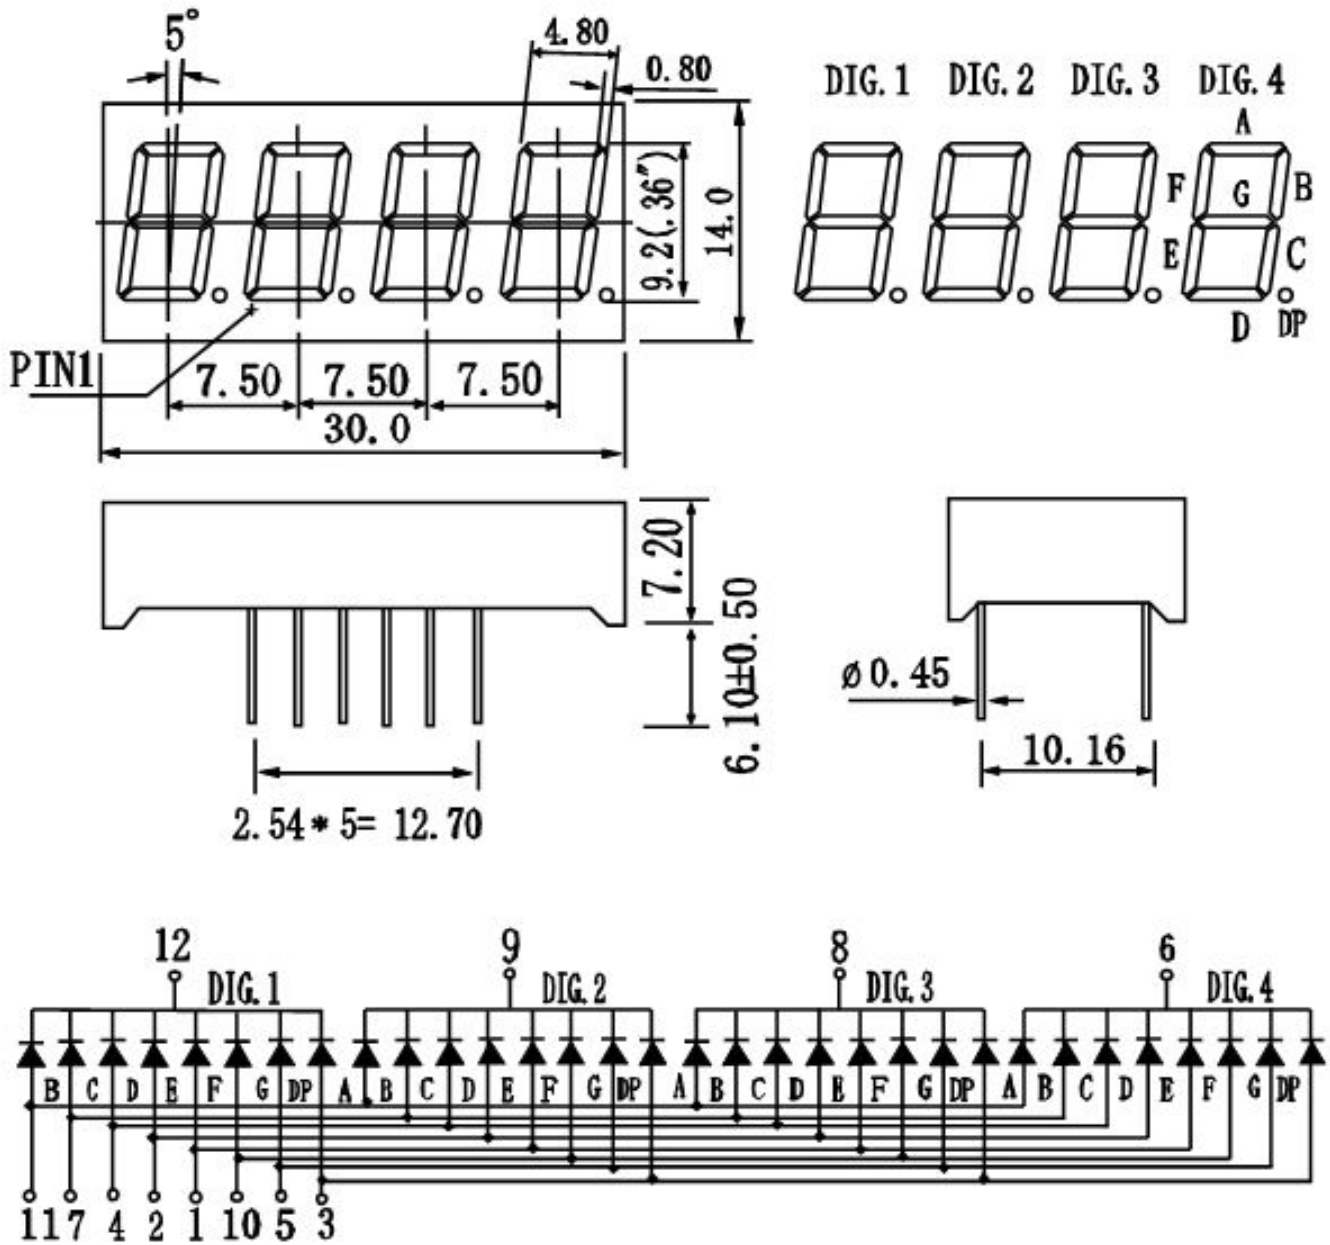 5°
4.80
0.80
DIG.1 DIG.2 DIG.3 DIG.4
A
F G B
E C
D DP
9.2(.36")
14.0
PIN1
7.50 7.50 7.50
30.0
7.20
6.10±0.50
ø0.45
10.16
2.54*5= 12.70
12 9 8 6
DIG.1 DIG.2 DIG.3 DIG.4
B C D E F G DP A B C D E F G DP A B C D E F G DP A B C D E F G DP
11 7 4 2 1 10 5 3